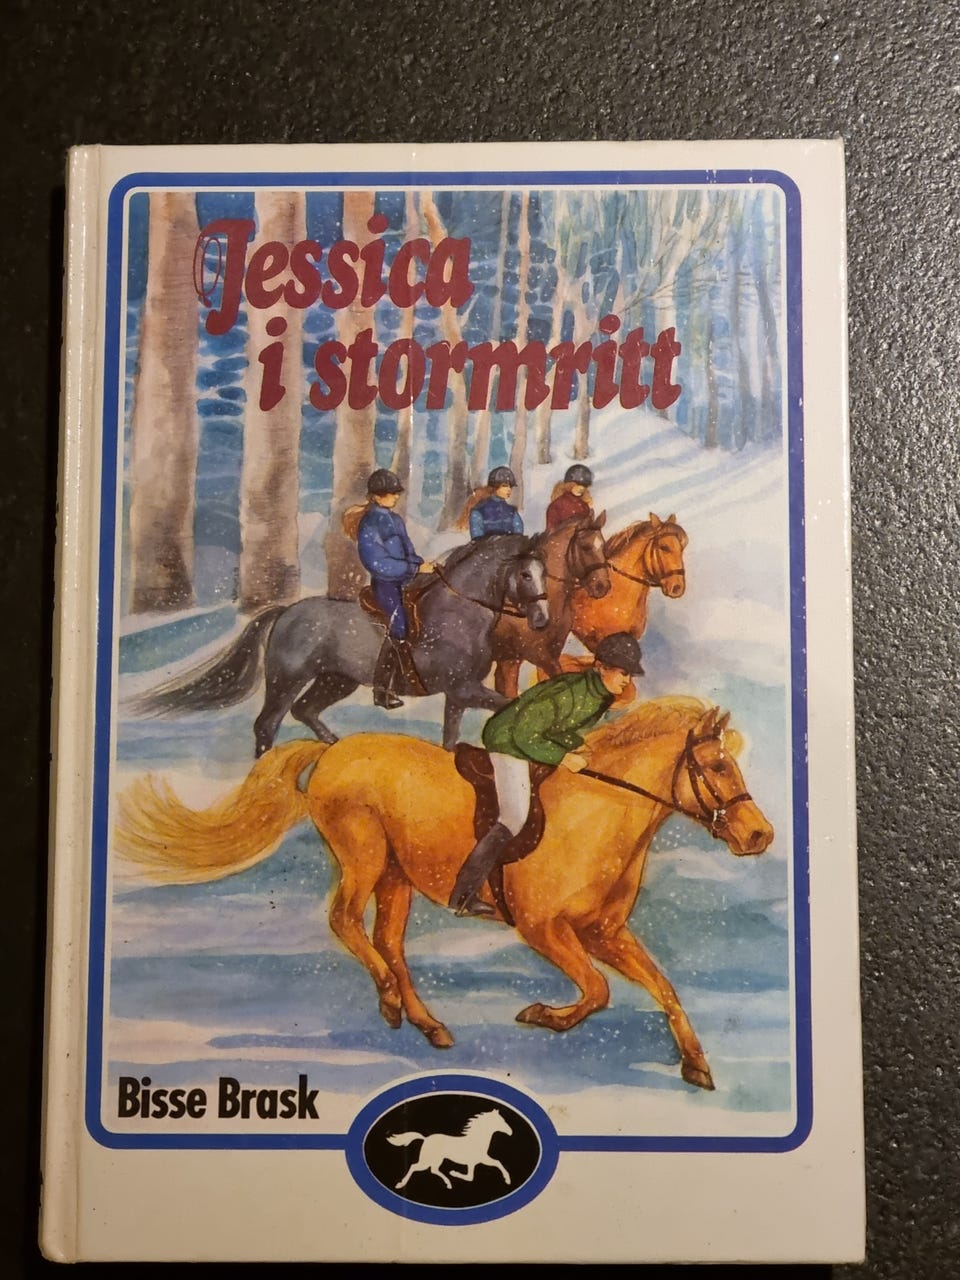 Jessica
i stormritt
Bisse Brask